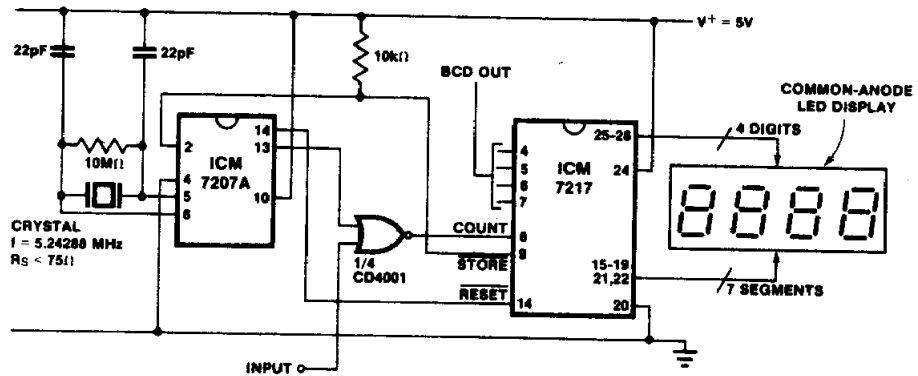 V+ = 5V
22pF
22pF
10kΩ
BCD OUT
COMMON-ANODE
LED DISPLAY
10MΩ
2
4
5
6
14
13
10
ICM
7207A
CRYSTAL
f = 5.24288 MHz
RS < 75Ω
1/4
CD4001
COUNT
STORE
RESET
INPUT
4
5
6
7
8
9
14
ICM
7217
25-28
24
15-19
21,22
20
4 DIGITS
8888
7 SEGMENTS